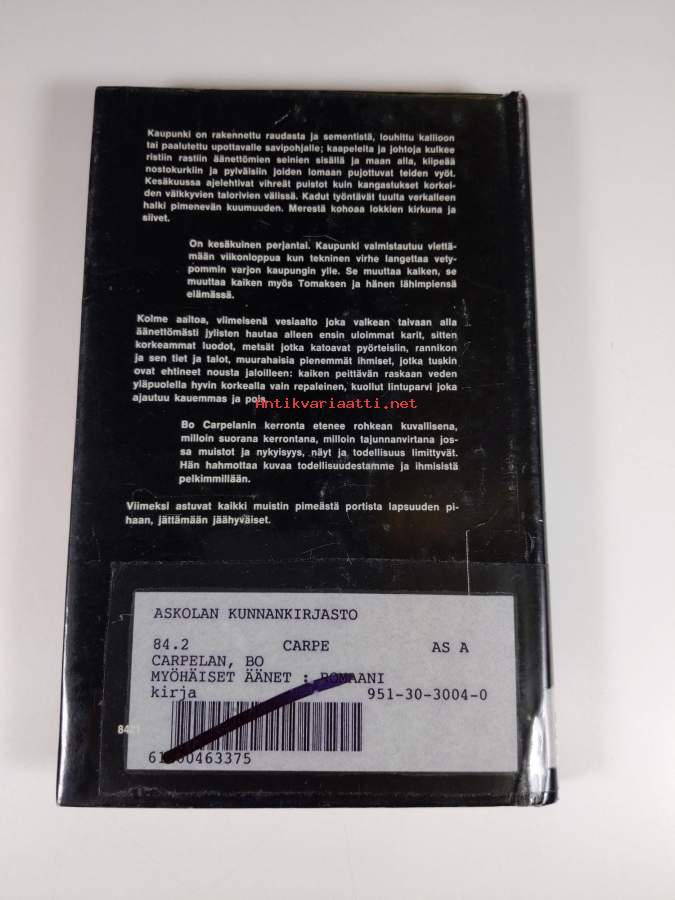 Kaupunki on rakennettu raudasta ja sementistä, louhittu kallioon
tai paalutettu upottavalle savipohjalle; kaapeleita ja johtoja kulkee
ristiin rastiin äänettömien seinien sisällä ja maan alla, kiipeää
nostokurkiin ja pylväisiin joiden lomaan pujottuvat teiden vyöt.
Kesäkuussa ajelehtivat vihreät puistot kuin kangastukset korkei-
den välkkyvien talorivien välissä. Kadut työntävät tuulta verkalleen
halki pimenevän kuumuuden. Merestä kohoaa lokkien kirkuna ja
siivet.
On kesäkuinen perjantai. Kaupunki valmistautuu viettä-
mään viikonloppua kun tekninen virhe langettaa vety-
pommin varjon kaupungin ylle. Se muuttaa kaiken, se
muuttaa kaiken myös Tomaksen ja hänen lähimpiensä
elämässä.
Kolme aaltoa, viimeisenä vesiaalto joka valkean taivaan alla
äänettömästi jylisten hautaa alleen ensin uloimmat karit, sitten
korkeammat luodot, metsät jotka katoavat pyörteisiin, rannikon
ja sen tiet ja talot, muurahaisia pienemmät ihmiset, jotka tuskin
ovat ehtineet nousta jaloilleen: kaiken peittävän raskaan veden
yläpuolella hyvin korkealla vain repaleinen, kuollut lintuparvi joka
ajautuu kauemmas ja pois.
Antikvariaatti.net
Bo Carpelanin kerronta etenee rohkean kuvallisena,
milloin suorana kerrontana, milloin tajunnanvirtana jos-
sa muistot ja nykyisyys, näyt ja todellisuus limittyvät.
Hän hahmottaa kuvaa todellisuudestamme ja ihmisistä
pelkimmillään.
Viimeksi astuvat kaikki muistin pimeästä portista lapsuuden pi-
haan, jättämään jäähyväiset.
ASKOLAN KUNNANKIRJASTO
84.2 CARPE AS A
CARPELAN, BO
MYÖHÄISET ÄÄNET : ROMAANI
kirja 951-30-3004-0